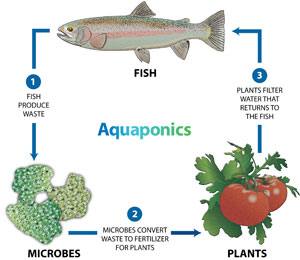 FISH
1
FISH
PRODUCE
WASTE
3
PLANTS FILTER
WATER THAT
RETURNS TO
THE FISH
Aquaponics
2
MICROBES CONVERT
WASTE TO FERTILIZER
FOR PLANTS
MICROBES
PLANTS